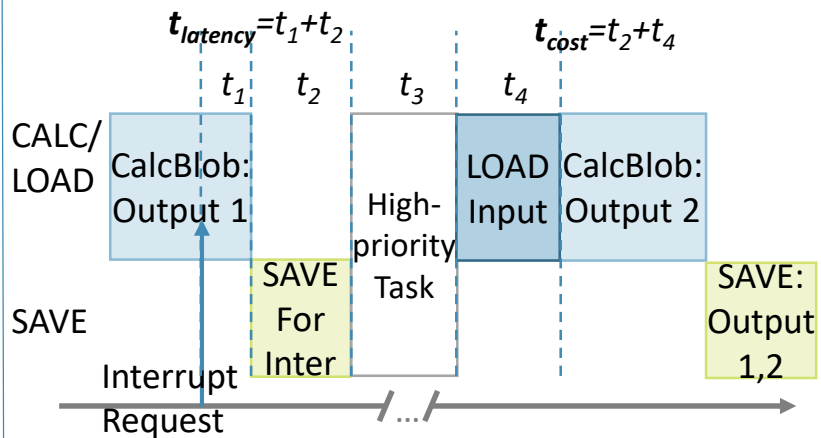 t_latency=t_1+t_2
t_cost=t_2+t_4
t_1
t_2
t_3
t_4
CALC/
LOAD
CalcBlob:
Output 1
High-
priority
Task
LOAD
Input
CalcBlob:
Output 2
SAVE
SAVE
For
Inter
SAVE:
Output
1,2
Interrupt
Request
...